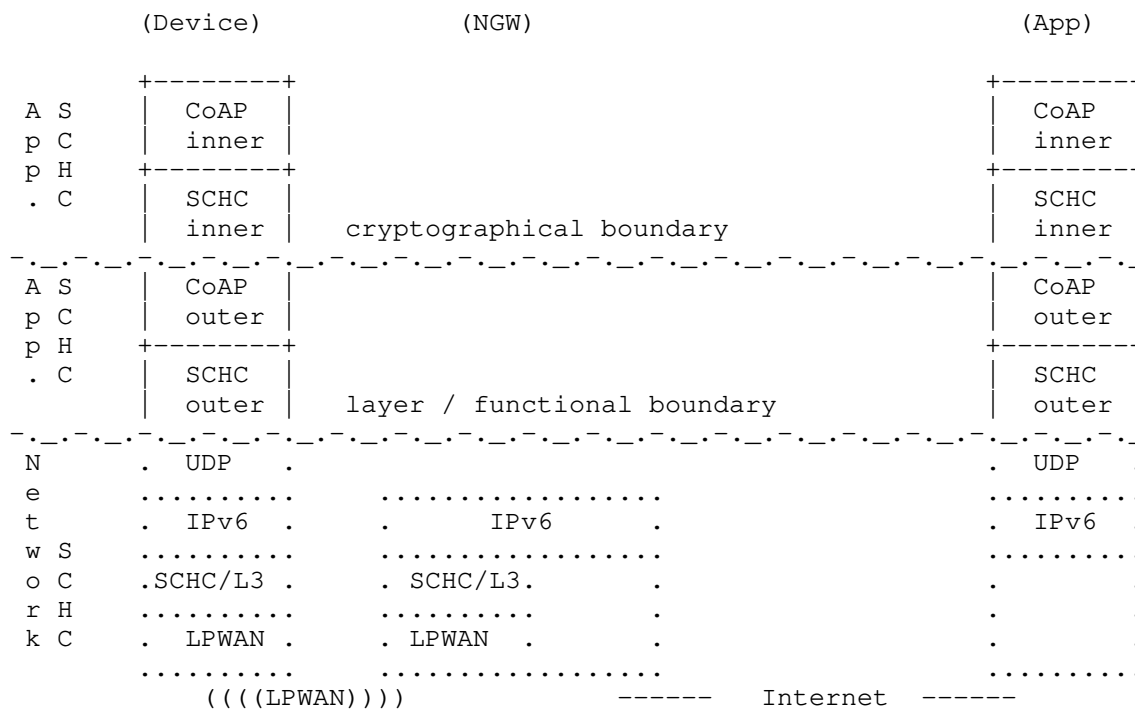 (Device) (NGW) (App)
+--------+ +--------+
A S | CoAP | | CoAP
p C | inner | | inner
p H +--------+ +--------+
. C | SCHC | | SCHC
| inner | cryptographical boundary | inner
-._.-._.-._.-._.-._.-._.-._.-._.-._.-._.-._.-._.-._.-._.-._.-._.-._.-._
A S | CoAP | | CoAP
p C | outer | | outer
p H +--------+ +--------+
. C | SCHC | | SCHC
| outer | layer / functional boundary | outer
-._.-._.-._.-._.-._.-._.-._.-._.-._.-._.-._.-._.-._.-._.-._.-._.-._.-._
N . UDP . . UDP .
e .......... .................. ..........
t . IPv6 . . IPv6 . . IPv6 .
w S .......... .................. ..........
o C .SCHC/L3 . . SCHC/L3. . . .
r H .......... .......... . . .
k C . LPWAN . . LPWAN . . . .
.......... .................. ..........
((((LPWAN)))) ------ Internet ------